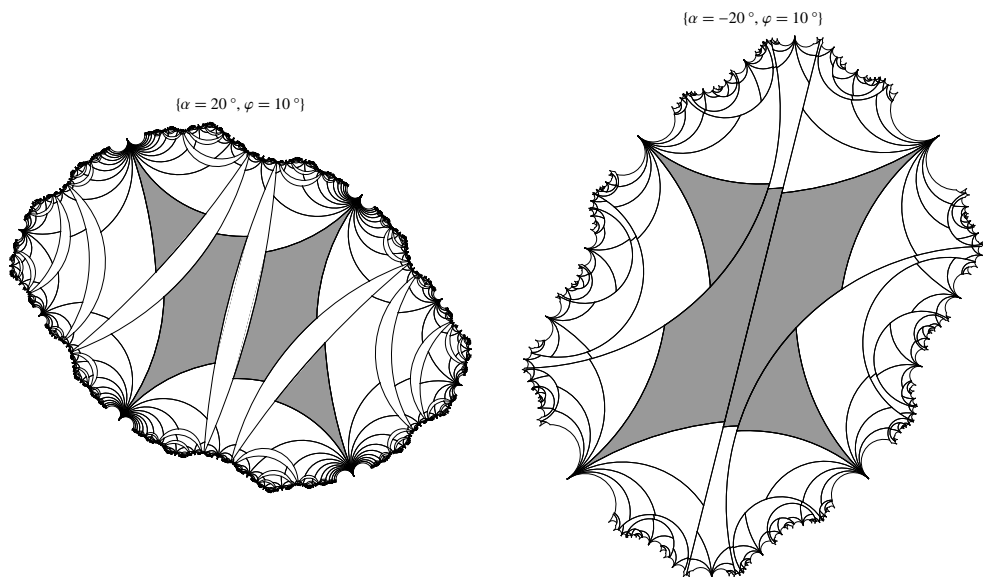 {α = 20 °, φ = 10 °}
{α = −20 °, φ = 10 °}